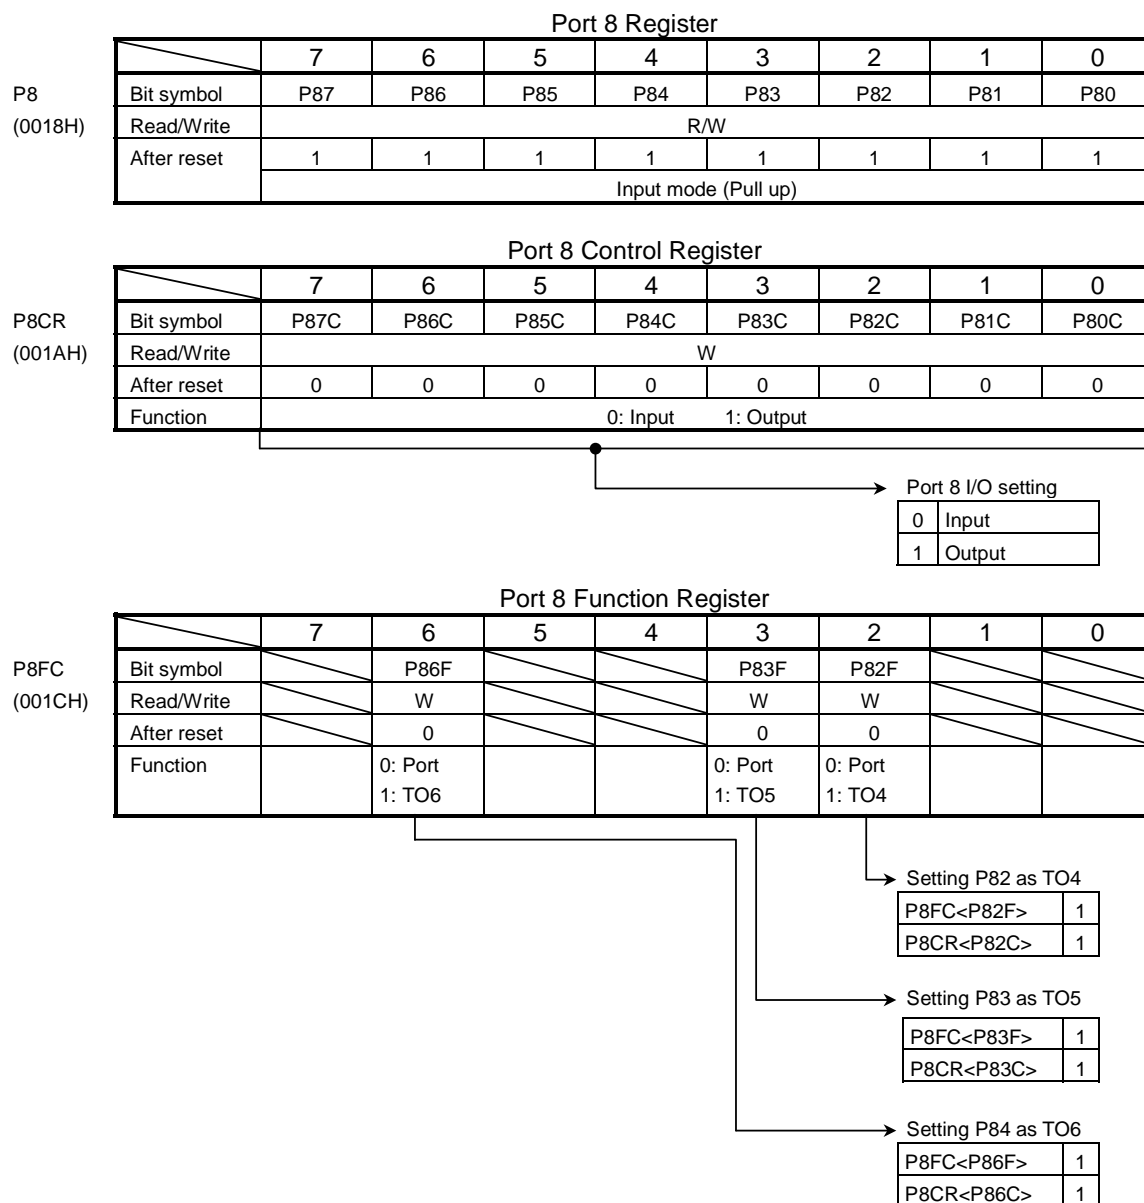 Port 8 Register
7 6 5 4 3 2 1 0
P8 Bit symbol P87 P86 P85 P84 P83 P82 P81 P80
(0018H) Read/Write R/W
After reset 1 1 1 1 1 1 1 1
Input mode (Pull up)
Port 8 Control Register
7 6 5 4 3 2 1 0
P8CR Bit symbol P87C P86C P85C P84C P83C P82C P81C P80C
(001AH) Read/Write W
After reset 0 0 0 0 0 0 0 0
Function 0: Input 1: Output
Port 8 I/O setting
0 Input
1 Output
Port 8 Function Register
7 6 5 4 3 2 1 0
P8FC Bit symbol P86F P83F P82F
(001CH) Read/Write W W W
After reset 0 0 0
Function 0: Port 0: Port 0: Port
1: TO6 1: TO5 1: TO4
Setting P82 as TO4
P8FC<P82F> 1
P8CR<P82C> 1
Setting P83 as TO5
P8FC<P83F> 1
P8CR<P83C> 1
Setting P84 as TO6
P8FC<P86F> 1
P8CR<P86C> 1